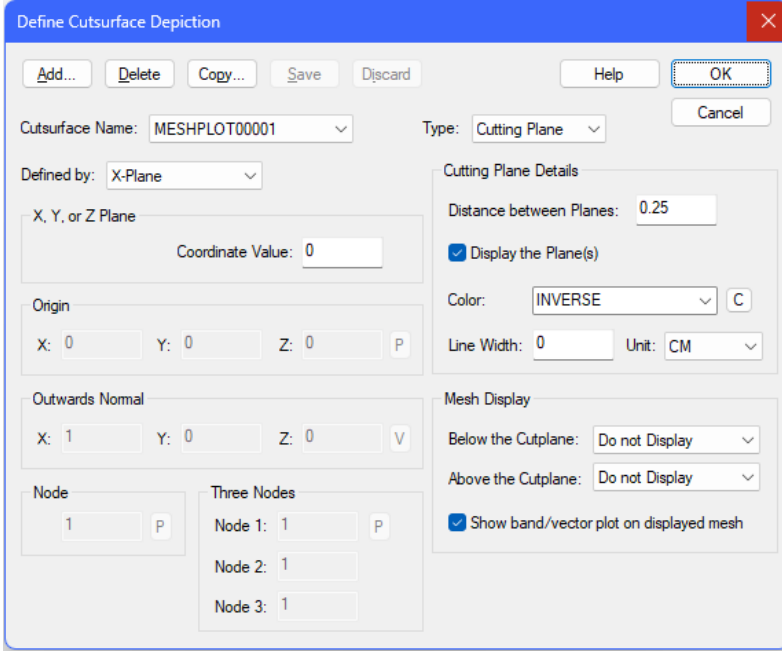 Define Cutsurface Depiction
Add... Delete Copy... Save Discard Help OK
Cancel
Cutsurface Name: MESHPLOT00001 Type: Cutting Plane
Defined by: X-Plane
X, Y, or Z Plane
Coordinate Value: 0
Origin
X: 0 Y: 0 Z: 0 P
Outwards Normal
X: 1 Y: 0 Z: 0 V
Node
1 P
Three Nodes
Node 1: 1 P
Node 2: 1
Node 3: 1
Cutting Plane Details
Distance between Planes: 0.25
Display the Plane(s)
Color: INVERSE C
Line Width: 0 Unit: CM
Mesh Display
Below the Cutplane: Do not Display
Above the Cutplane: Do not Display
Show band/vector plot on displayed mesh